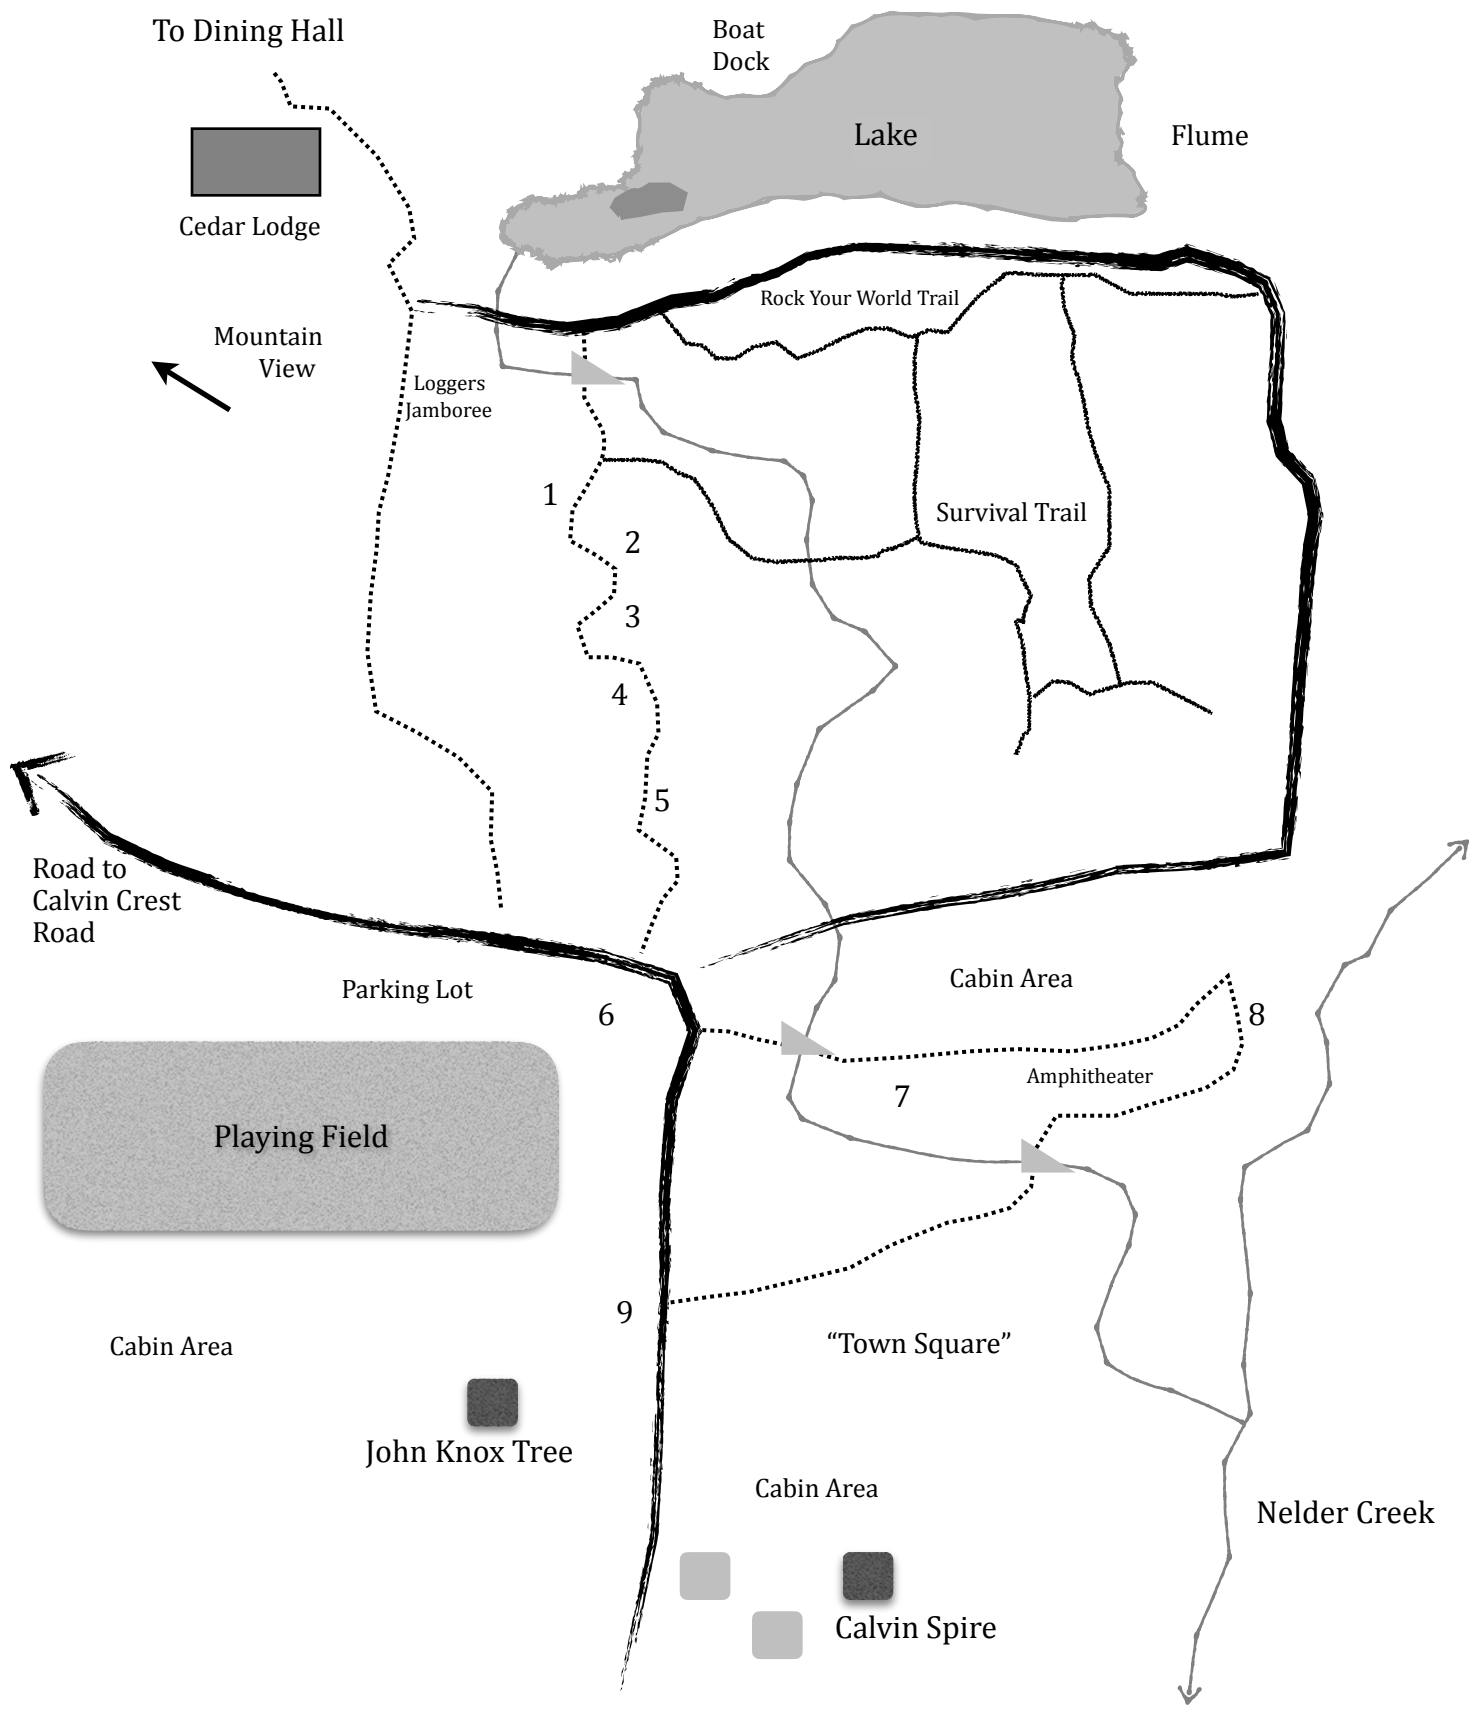 To Dining Hall
Boat
Dock
Lake
Flume
Cedar Lodge
Rock Your World Trail
Mountain
View
Loggers
Jamboree
1
2
Survival Trail
3
4
5
Road to
Calvin Crest
Road
Parking Lot
Cabin Area
6
8
Amphitheater
7
Playing Field
9
Cabin Area
“Town Square”
John Knox Tree
Cabin Area
Nelder Creek
Calvin Spire